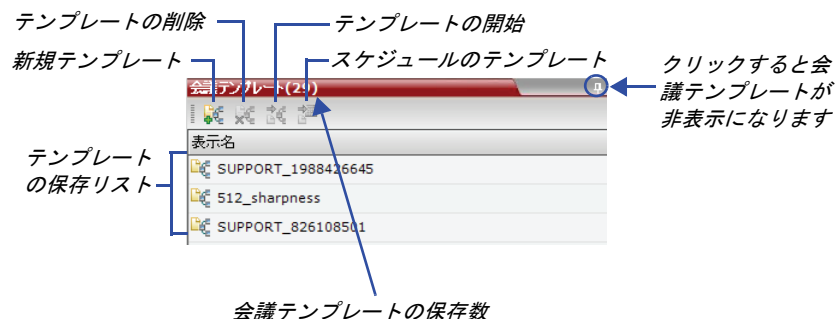 テンプレートの削除
テンプレートの開始
新規テンプレート
スケジュールのテンプレート
クリックすると会
議テンプレートが
非表示になります
会議テンプレート(29)
表示名
テンプレート
の保存リスト
SUPPORT_1988426645
512_sharpness
SUPPORT_826108501
会議テンプレートの保存数